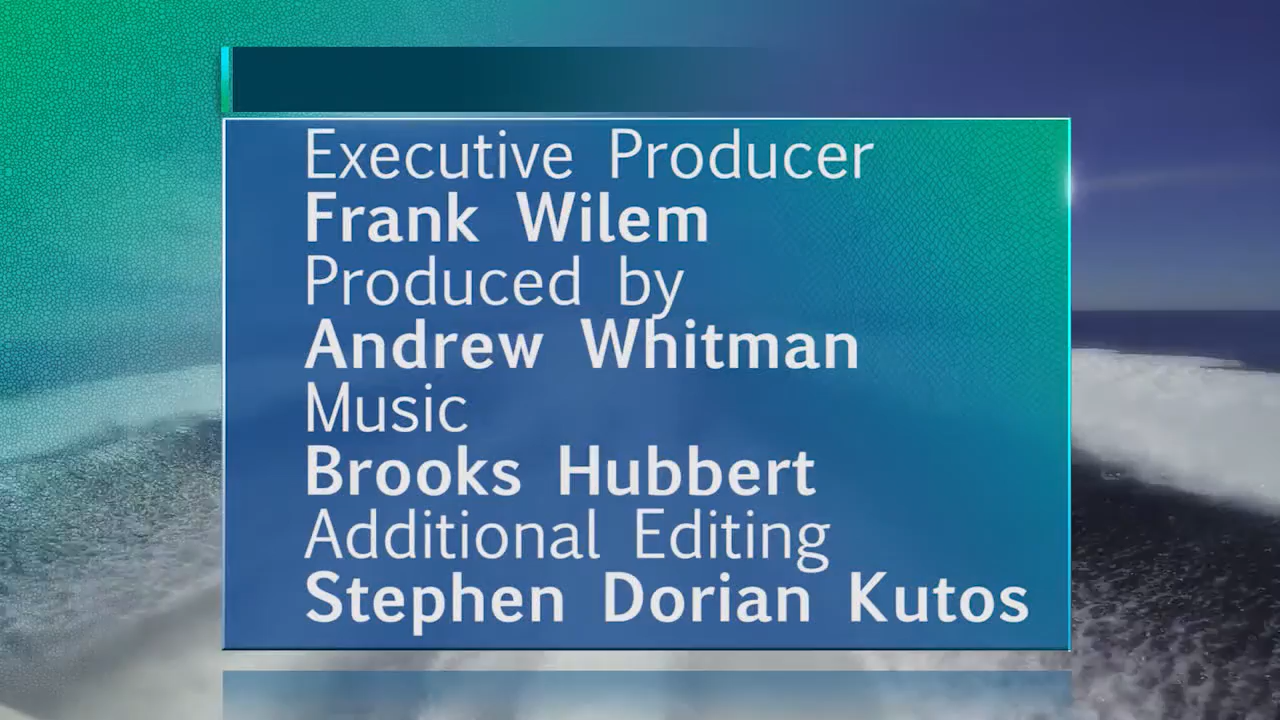 Executive Producer
Frank Wilem
Produced by
Andrew Whitman
Music
Brooks Hubbert
Additional Editing
Stephen Dorian Kutos